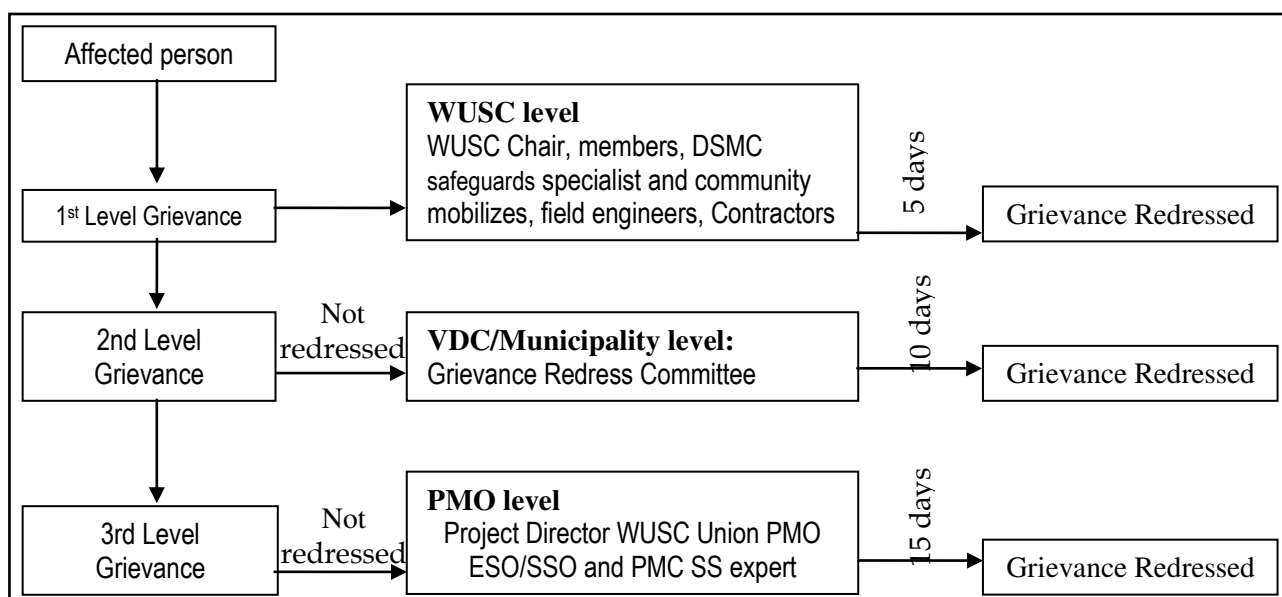 Affected person
WUSC level
WUSC Chair, members, DSMC
safeguards specialist and community
mobilizes, field engineers, Contractors
5 days
1st Level Grievance
Grievance Redressed
2nd Level
Grievance
Not
redressed
VDC/Municipality level:
Grievance Redress Committee
10 days
Grievance Redressed
3rd Level
Grievance
Not
redressed
PMO level
Project Director WUSC Union PMO
ESO/SSO and PMC SS expert
15 days
Grievance Redressed